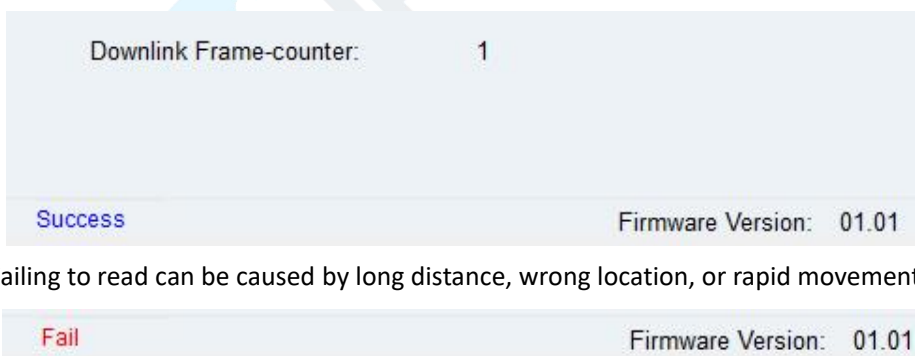 Downlink Frame-counter: 1
Success Firmware Version: 01.01
ailing to read can be caused by long distance, wrong location, or rapid movement
Fail Firmware Version: 01.01